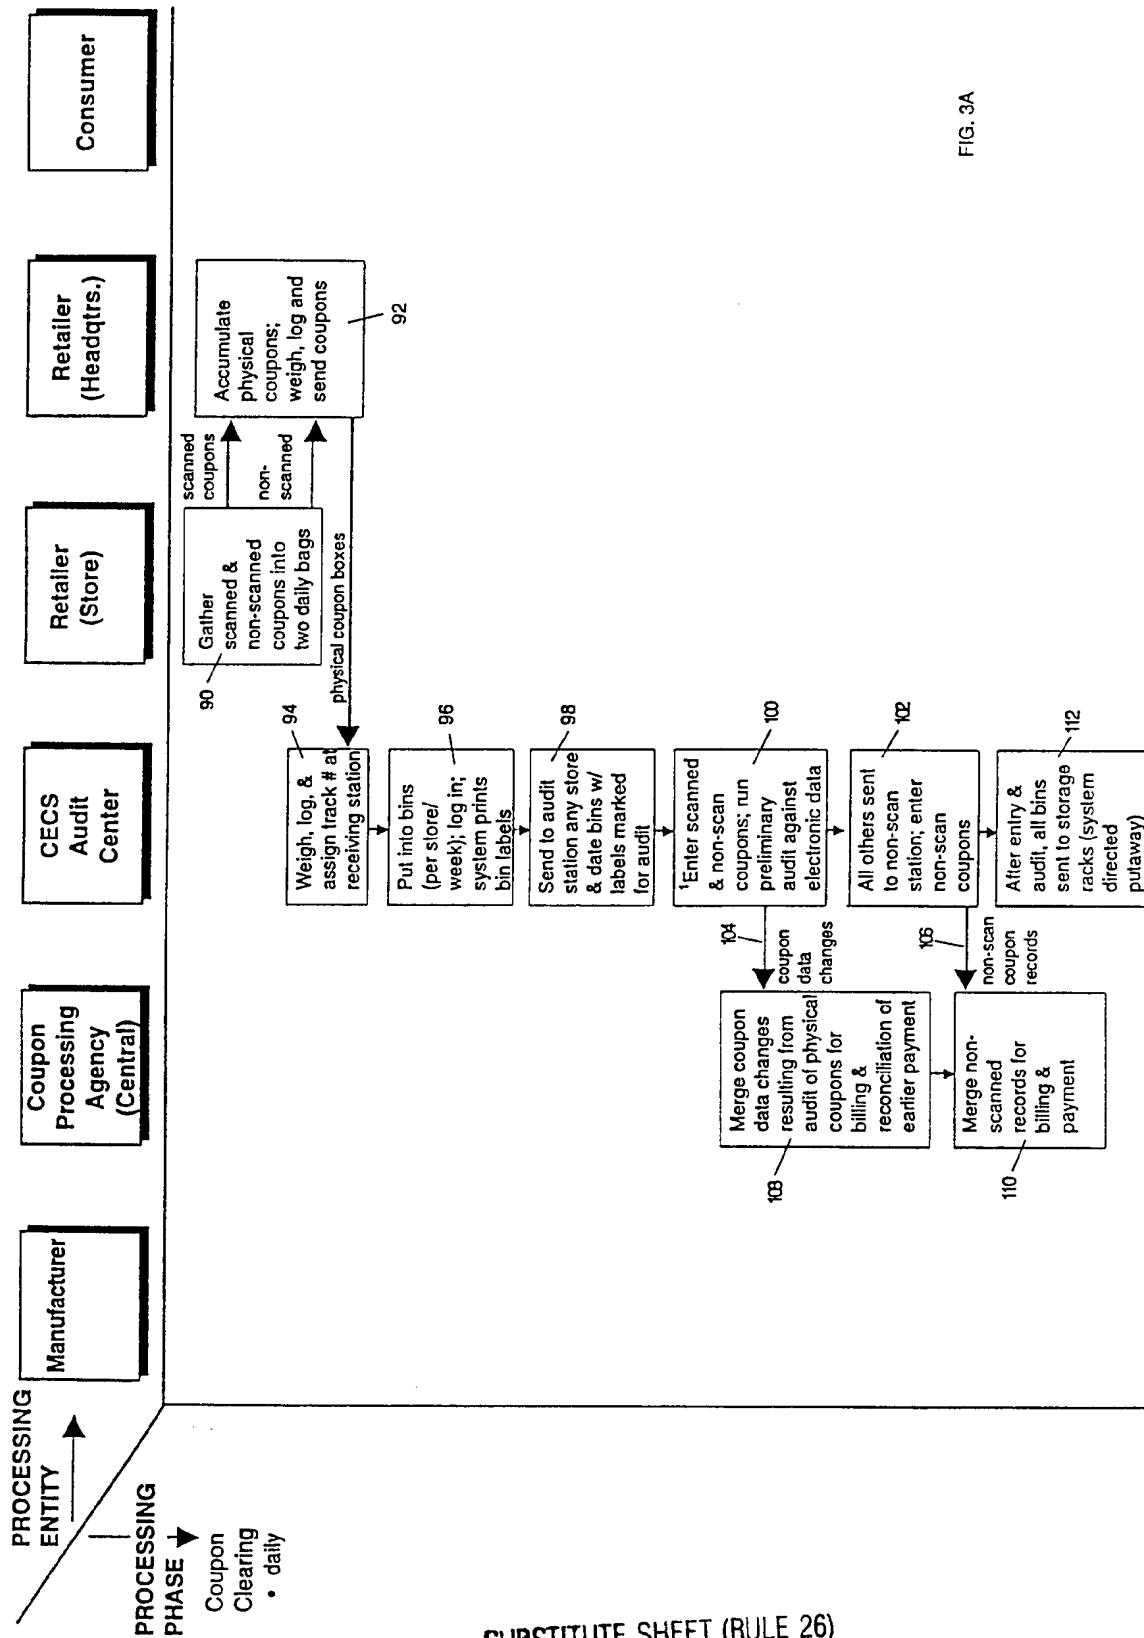 PROCESSING
ENTITY
PROCESSING
PHASE
Coupon
Clearing
• daily
Manufacturer
Coupon
Processing
Agency
(Central)
CECS
Audit
Center
Retailer
(Store)
Retailer
(Headqtrs.)
Consumer
90
Gather
scanned &
non-scanned
coupons into
two daily bags
scanned
coupons
non-
scanned
Accumulate
physical
coupons;
weigh, log and
send coupons
92
physical coupon boxes
94
Weigh, log, &
assign track # at
receiving station
96
Put into bins
(per store/
week); log in;
system prints
bin labels
98
Send to audit
station any store
& date bins w/
labels marked
for audit
100
¹Enter scanned
& non-scan
coupons; run
preliminary
audit against
electronic data
104
coupon
data
changes
Merge coupon
data changes
resulting from
audit of physical
coupons for
billing &
reconciliation of
earlier payment
108
102
All others sent
to non-scan
station; enter
non-scan
coupons
106
non-scan
coupon
records
Merge non-
scanned
records for
billing &
payment
110
112
After entry &
audit, all bins
sent to storage
racks (system
directed
putaway)
FIG. 3A
SUBSTITUTE SHEET (RULE 26)